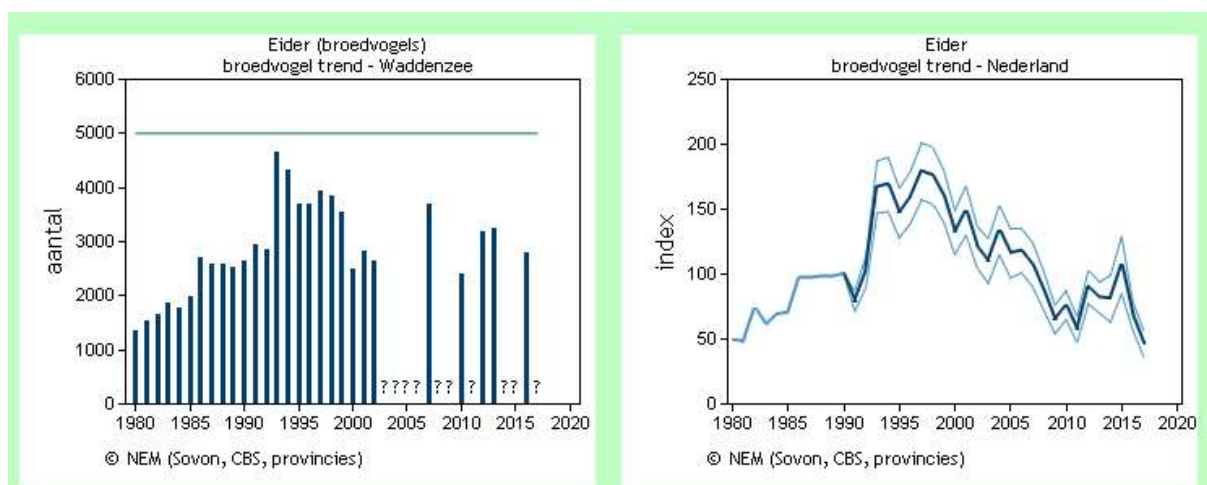 Eider (broedvogels)
broedvogel trend - Waddenzee
6000
5000
4000
3000
2000
1000
0
aantal
???? ?? ? ?? ?
1980 1985 1990 1995 2000 2005 2010 2015 2020
© NEM (Sovon, CBS, provincies)
Eider
broedvogel trend - Nederland
250
200
150
100
50
0
index
1980 1985 1990 1995 2000 2005 2010 2015 2020
© NEM (Sovon, CBS, provincies)